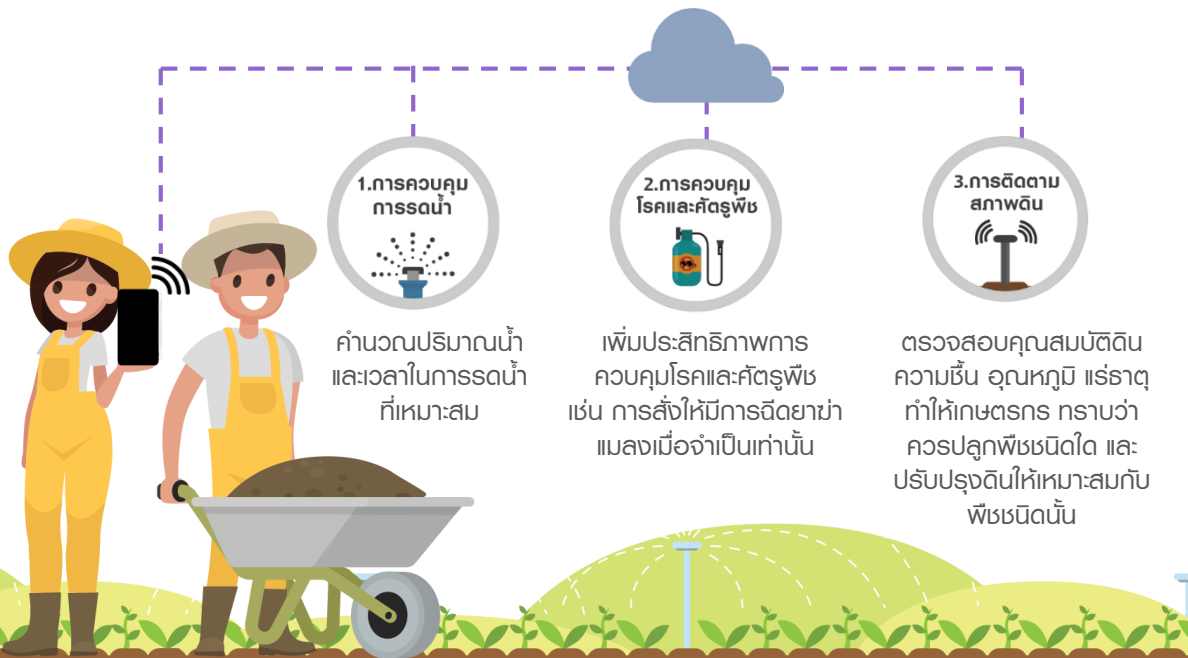 1.การควบคุม
การรดน้ำ
2.การควบคุม
โรคและศัตรูพืช
3.การติดตาม
สภาพดิน
คำนวณปริมาณน้ำ
และเวลาในการรดน้ำ
ที่เหมาะสม
เพิ่มประสิทธิภาพการ
ควบคุมโรคและศัตรูพืช
เช่น การสั่งให้มีการฉีดยาฆ่า
แมลงเมื่อจำเป็นเท่านั้น
ตรวจสอบคุณสมบัติดิน
ความชื้น อุณหภูมิ แร่ธาตุ
ทำให้เกษตรกร ทราบว่า
ควรปลูกพืชชนิดใด และ
ปรับปรุงดินให้เหมาะสมกับ
พืชชนิดนั้น